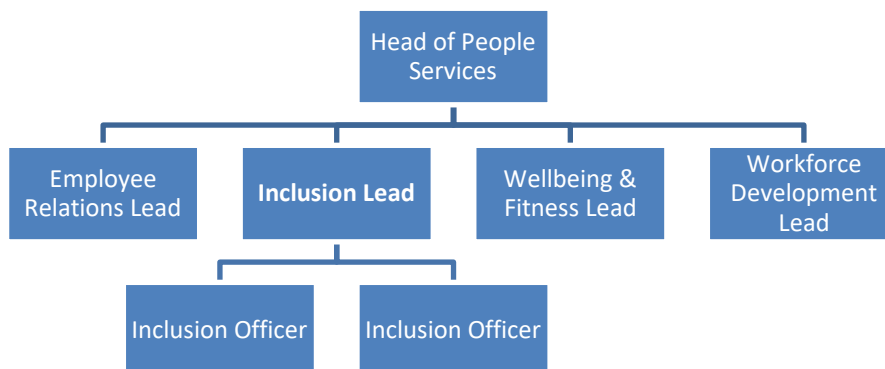 Head of People
Services
Employee
Relations Lead
Inclusion Lead
Wellbeing &
Fitness Lead
Workforce
Development
Lead
Inclusion Officer
Inclusion Officer